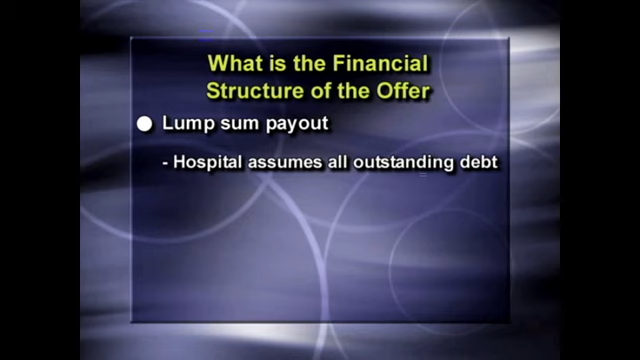 What is the Financial
Structure of the Offer
Lump sum payout
- Hospital assumes all outstanding debt